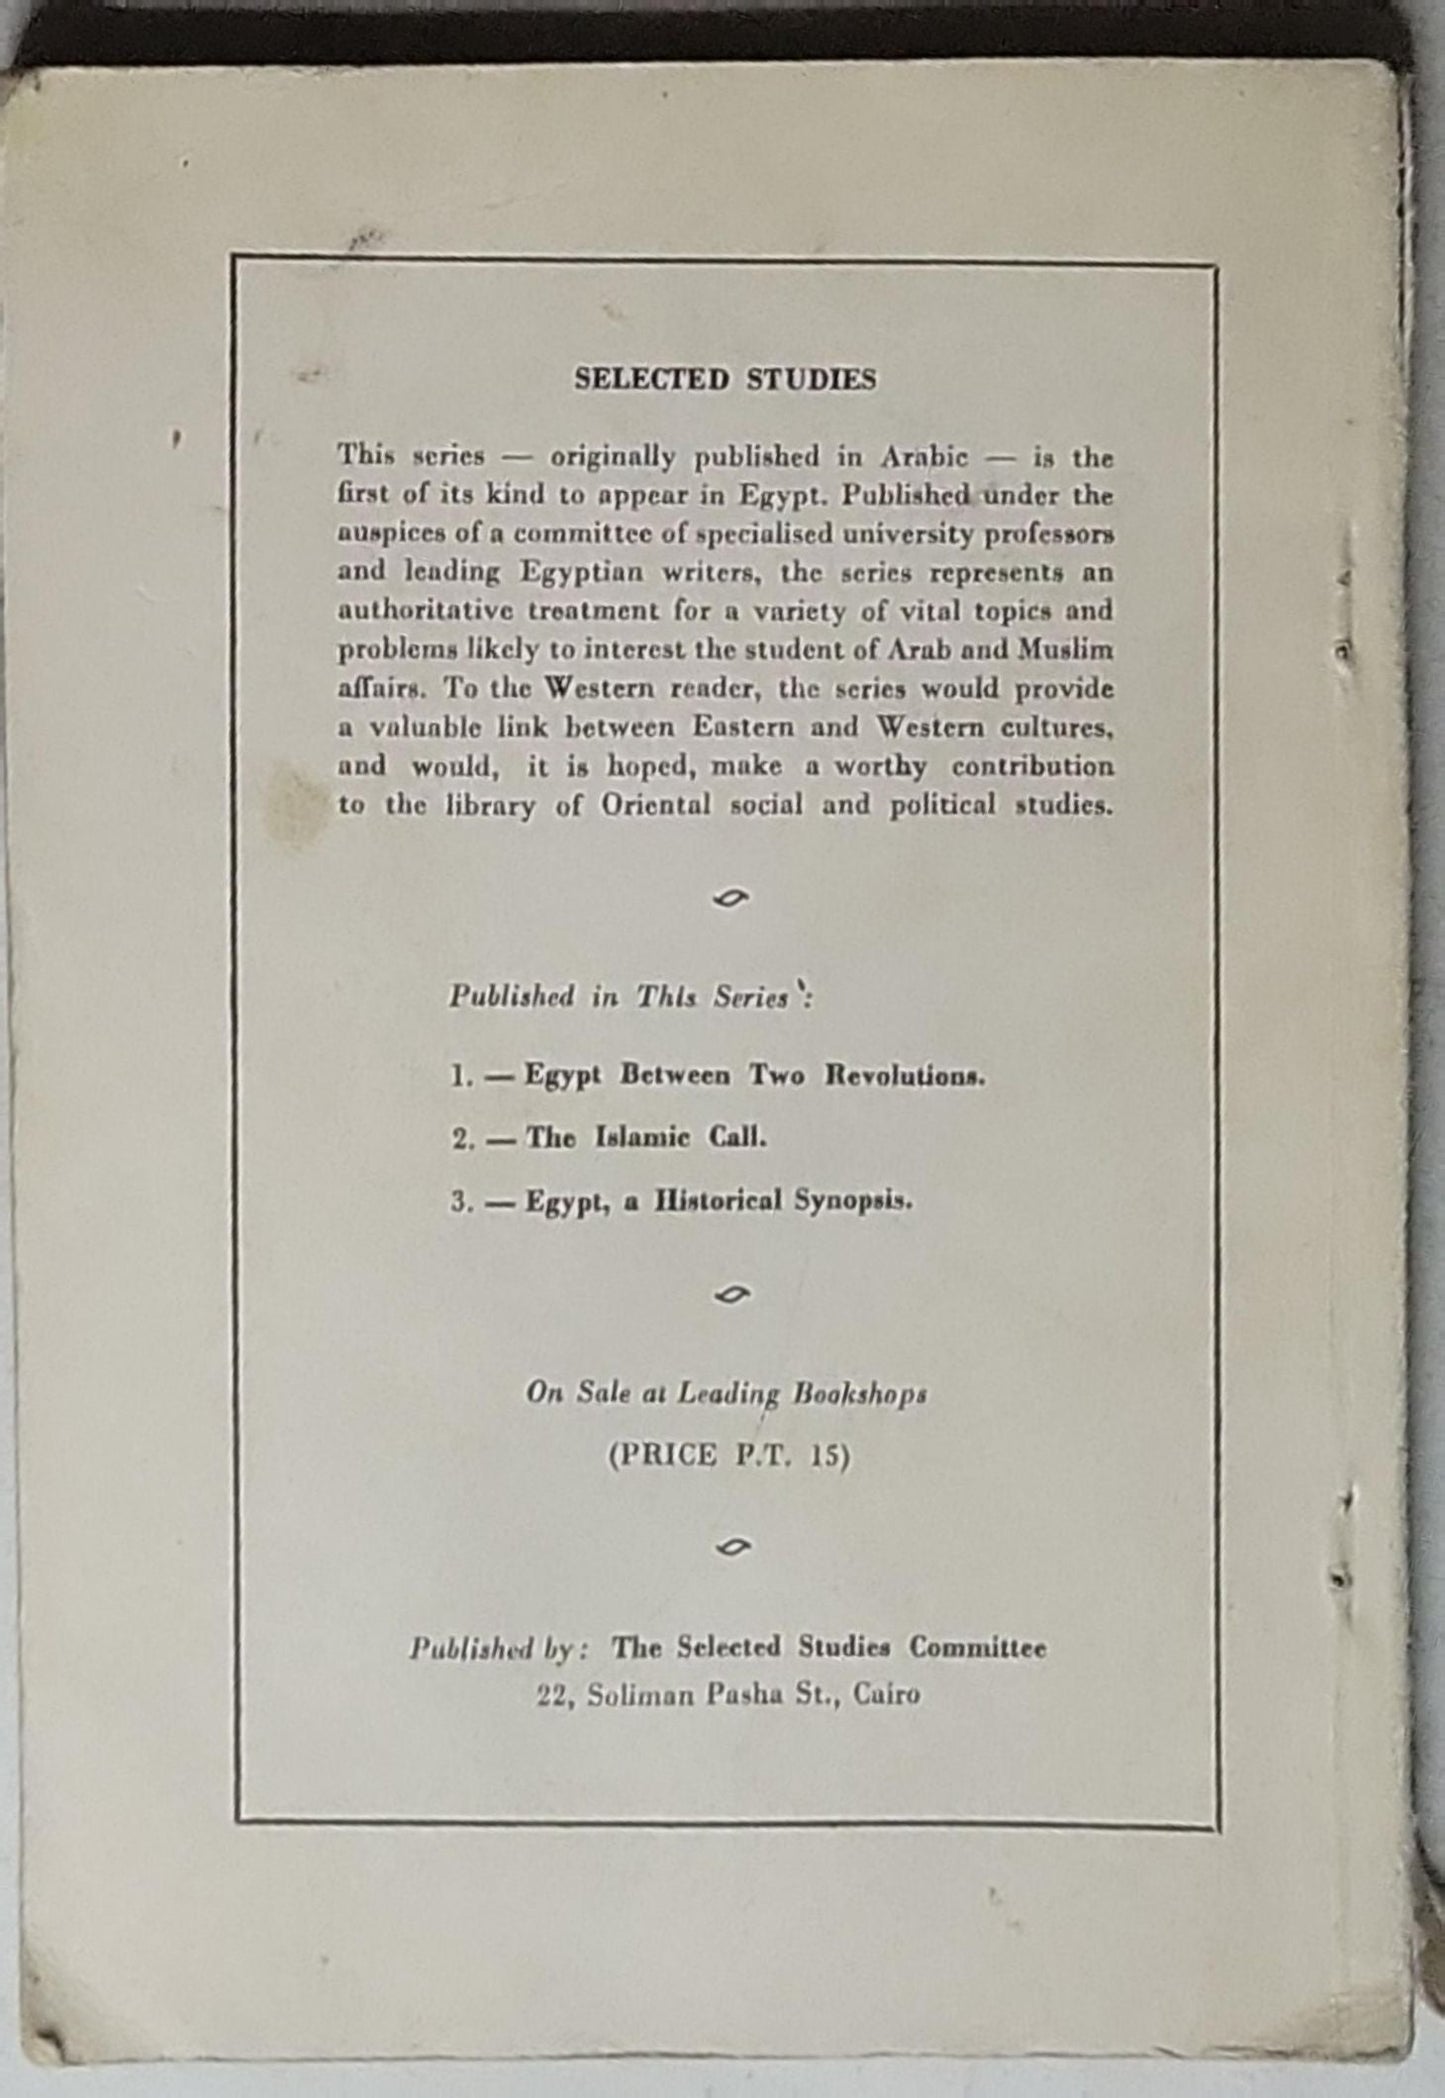 SELECTED STUDIES
This series — originally published in Arabic — is the
first of its kind to appear in Egypt. Published under the
auspices of a committee of specialised university professors
and leading Egyptian writers, the series represents an
authoritative treatment for a variety of vital topics and
problems likely to interest the student of Arab and Muslim
affairs. To the Western reader, the series would provide
a valuable link between Eastern and Western cultures,
and would, it is hoped, make a worthy contribution
to the library of Oriental social and political studies.
Published in This Series :
1. — Egypt Between Two Revolutions.
2. — The Islamic Call.
3. — Egypt, a Historical Synopsis.
On Sale at Leading Bookshops
(PRICE P.T. 15)
Published by : The Selected Studies Committee
22, Soliman Pasha St., Cairo